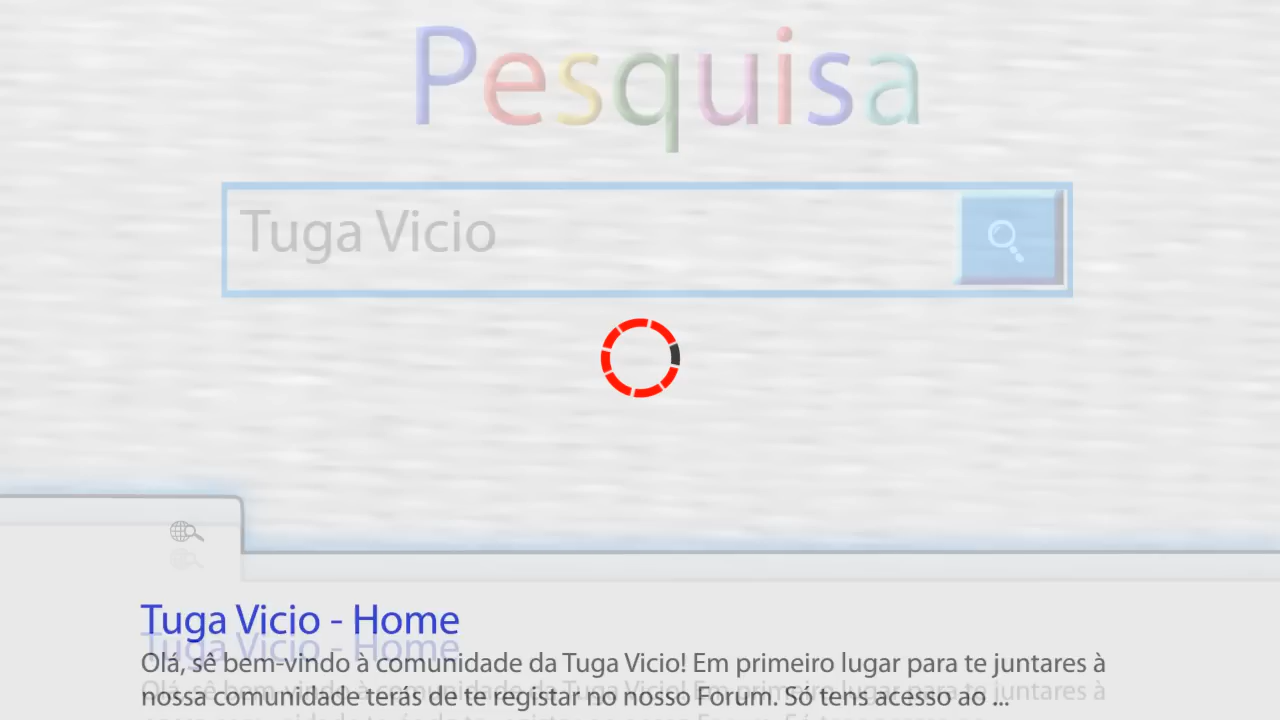 Pesquisa
Tuga Vicio
Tuga Vicio - Home
Olá, sê bem-vindo à comunidade da Tuga Vicio! Em primeiro lugar para te juntares à
nossa comunidade terás de te registar no nosso Forum. Só tens acesso ao ...